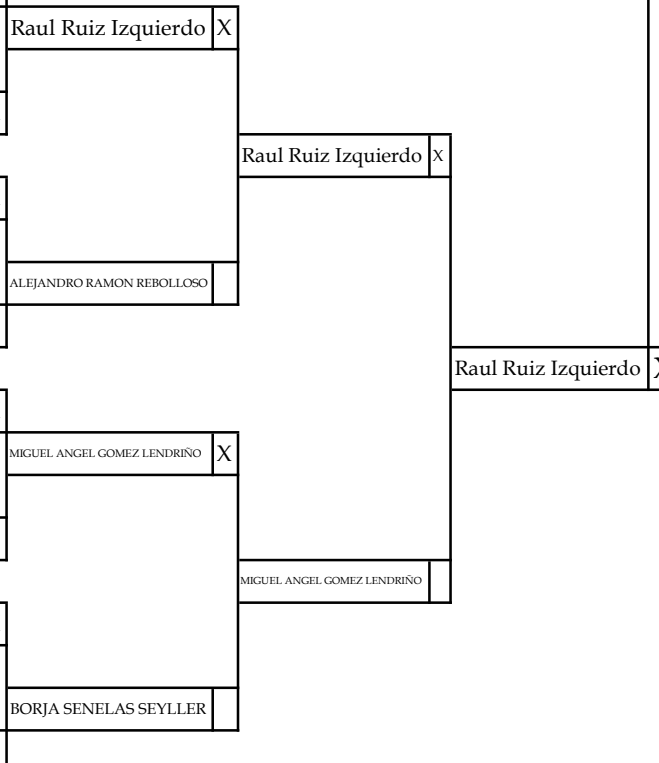 Raul Ruiz Izquierdo X
Raul Ruiz Izquierdo X
ALEJANDRO RAMON REBOLLOSO
Raul Ruiz Izquierdo X
MIGUEL ANGEL GOMEZ LENDRIÑO X
MIGUEL ANGEL GOMEZ LENDRIÑO
BORJA SENELAS SEYLLER